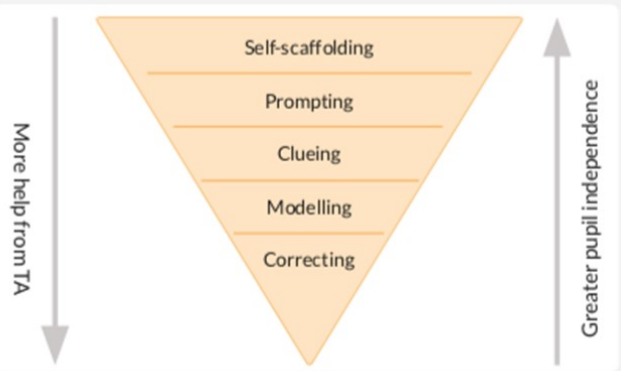 Self-scaffolding
Prompting
Clueing
Modelling
Correcting
More help from TA
Greater pupil independence